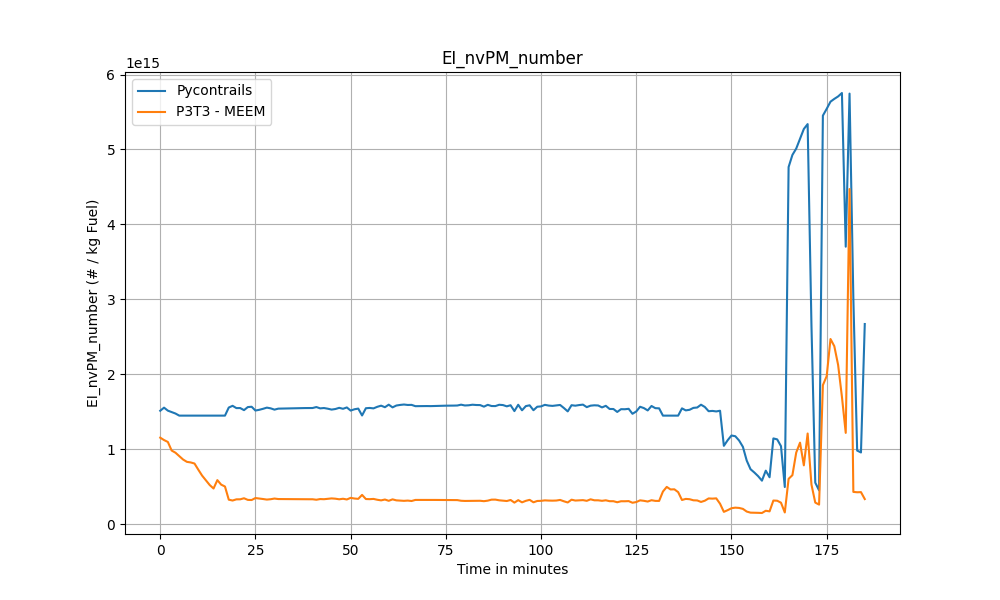 EI_nvPM_number
1e15
Pycontrails
P3T3 - MEEM
6
5
4
3
2
1
0
EI_nvPM_number (# / kg Fuel)
0 25 50 75 100 125 150 175
Time in minutes